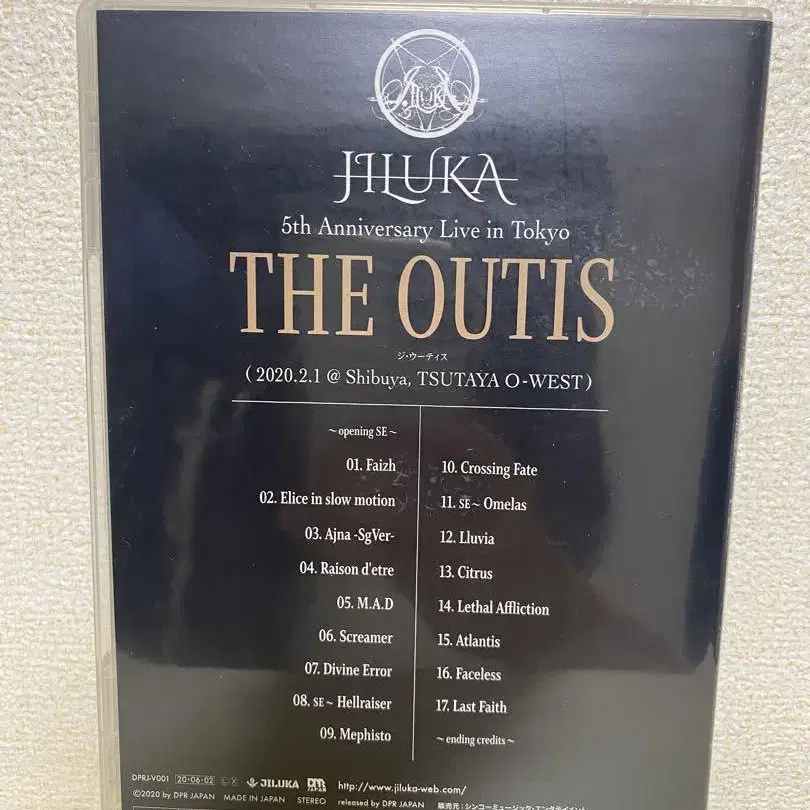 JILUKA
JILUKA
5th Anniversary Live in Tokyo
THE OUTIS
ジ・ウーティス
( 2020.2.1 @ Shibuya, TSUTAYA O-WEST )
~ opening SE ~
01. Faizh
02. Elice in slow motion
03. Ajna -SgVer-
04. Raison d'etre
05. M.A.D
06. Screamer
07. Divine Error
08. SE ~ Hellraiser
09. Mephisto
10. Crossing Fate
11. SE ~ Omelas
12. Lluvia
13. Citrus
14. Lethal Affliction
15. Atlantis
16. Faceless
17. Last Faith
~ ending credits ~
DPRJ-V001 20・06・02 L X JILUKA DPR JAPAN http://www.jiluka-web.com/
©2020 by DPR JAPAN MADE IN JAPAN STEREO released by DPR JAPAN 販売元:シンコーミュージック・エンタテイメント